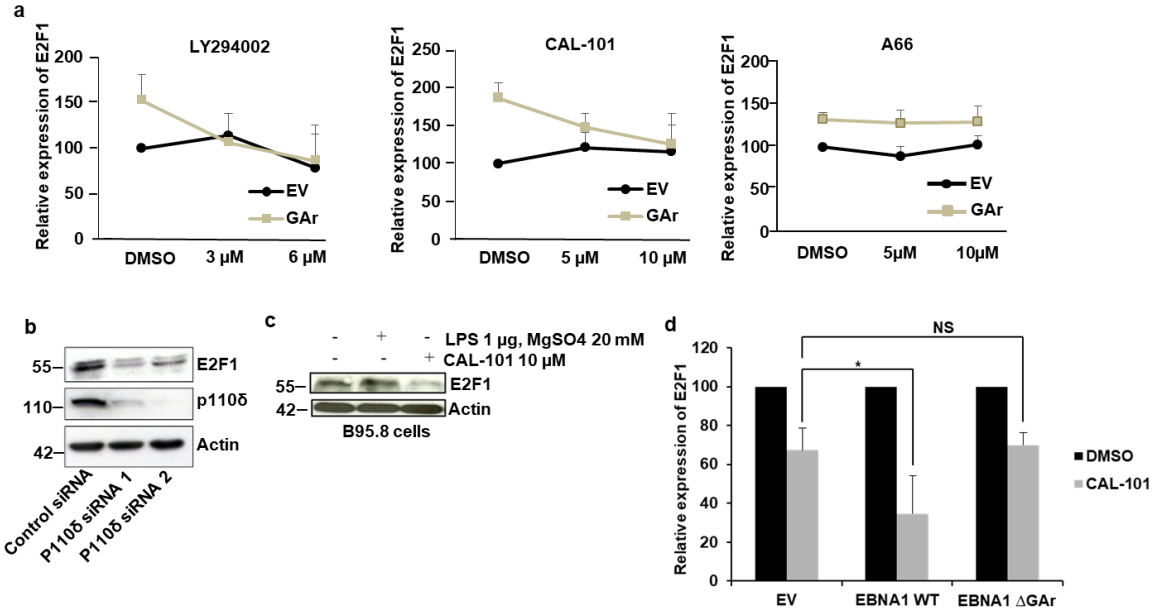 a
LY294002
Relative expression of E2F1
200
150
100
50
0
EV
GAr
DMSO
3 µM
6 µM
CAL-101
Relative expression of E2F1
250
200
150
100
50
0
EV
GAr
DMSO
5 µM
10 µM
A66
Relative expression of E2F1
200
150
100
50
0
EV
GAr
DMSO
5µM
10µM
b
55
E2F1
110
p110δ
42
Actin
Control siRNA
P110δ siRNA 1
P110δ siRNA 2
c
- + - LPS 1 µg, MgSO4 20 mM
- - + CAL-101 10 µM
55
E2F1
42
Actin
B95.8 cells
d
NS
*
Relative expression of E2F1
120
100
80
60
40
20
0
DMSO
CAL-101
EV
EBNA1 WT
EBNA1 ΔGAr